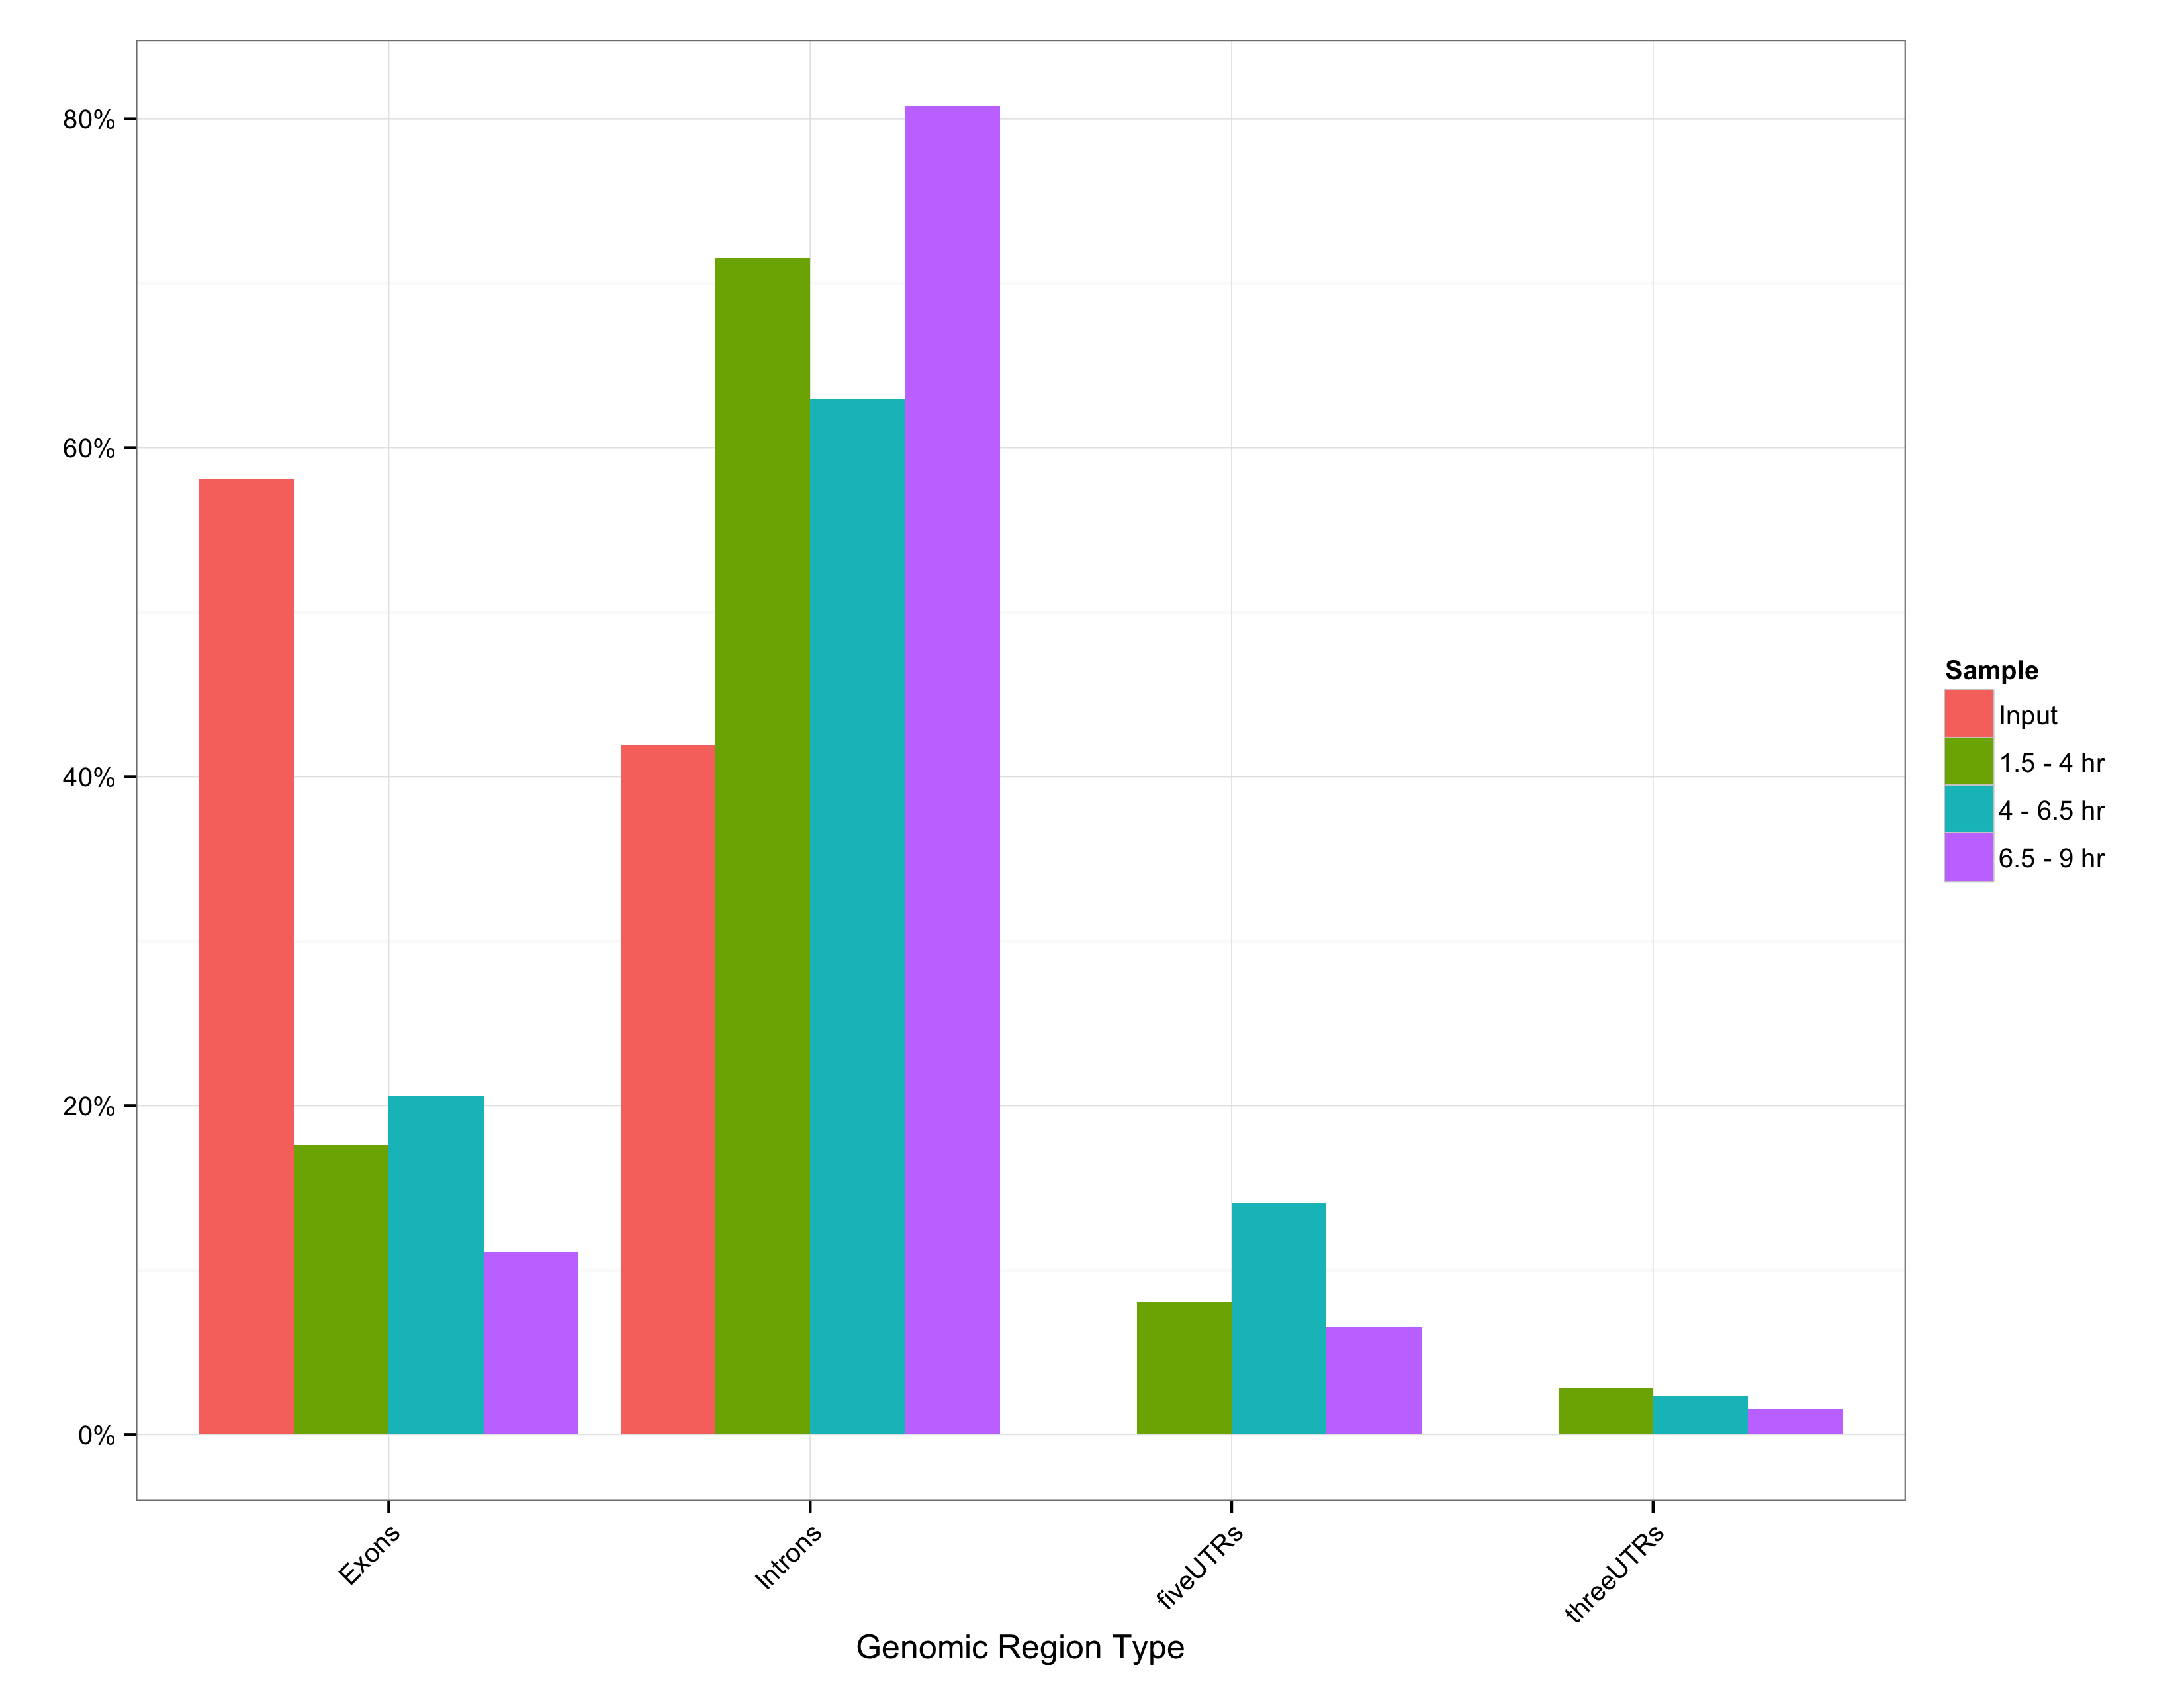 80%
60%
40%
20%
0%
Exons
Introns
fiveUTRs
threeUTRs
Genomic Region Type
Sample
Input
1.5 - 4 hr
4 - 6.5 hr
6.5 - 9 hr